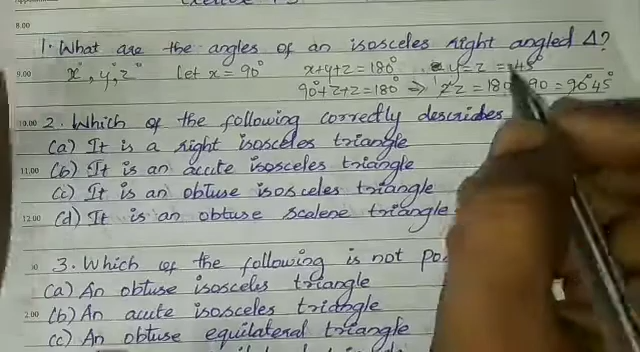 8.00
1. What are the angles of an isosceles right angled Δ?
9.00 x°, y°, z° Let x = 90° x+y+z = 180° y = z = 45°
90°+z+z = 180° ⇒ 2z = 180 90 = 90° 45°
10.00 2. Which of the following correctly describes
(a) It is a right isosceles triangle
11.00 (b) It is an accute isosceles triangle
(c) It is an obtuse isosceles triangle
12.00 (d) It is an obtuse scalene triangle
3. Which of the following is not
(a) An obtuse isosceles triangle
2.00 (b) An acute isosceles triangle
(c) An obtuse equilateral triangle